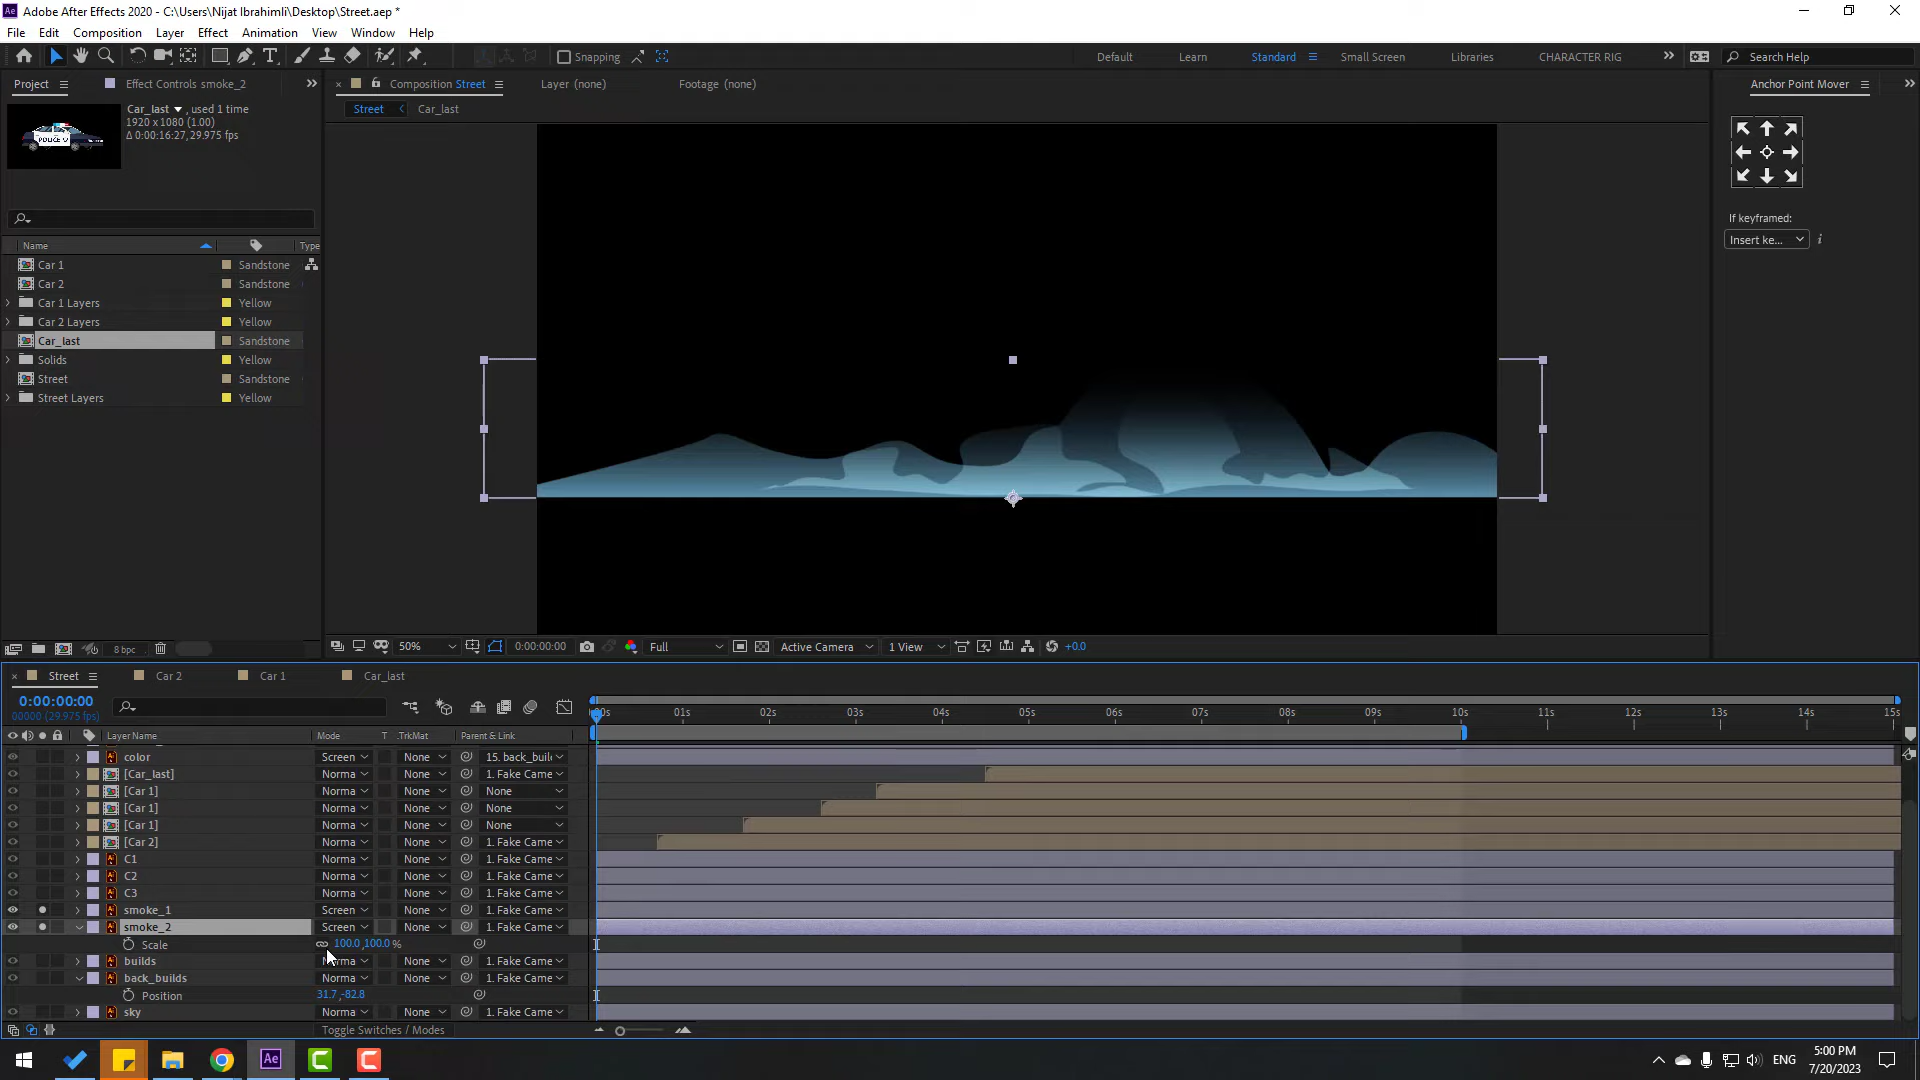 Adobe After Effects 2020 - C:\Users\Nijat Ibrahimli\Desktop\Street.aep *
File Edit Composition Layer Effect Animation View Window Help
Snapping Default Learn Standard Small Screen Libraries CHARACTER RIG Search Help
Project Effect Controls smoke_2 Composition Street Layer (none) Footage (none) Anchor Point Mover
Car_last , used 1 time
1920 x 1080 (1.00)
Δ 0:00:16:27, 29.975 fps
Street Car_last
If keyframed:
Insert ke...
Name Type
Car 1 Sandstone
Car 2 Sandstone
Car 1 Layers Yellow
Car 2 Layers Yellow
Car_last Sandstone
Solids Yellow
Street Sandstone
Street Layers Yellow
8 bpc
50% 0:00:00:00 Full Active Camera 1 View +0.0
Street Car 2 Car 1 Car_last
0:00:00:00
00000 (29.975 fps)
01s 02s 03s 04s 05s 06s 07s 08s 09s 10s 11s 12s 13s 14s 15s
Layer Name Mode T .TrkMat Parent & Link
color Screen None 15. back_buil
[Car_last] Norma None 1. Fake Came
[Car 1] Norma None None
[Car 1] Norma None None
[Car 1] Norma None None
[Car 2] Norma None 1. Fake Came
C1 Norma None 1. Fake Came
C2 Norma None 1. Fake Came
C3 Norma None 1. Fake Came
smoke_1 Screen None 1. Fake Came
smoke_2 Screen None 1. Fake Came
Scale 100.0,100.0 %
builds Norma None 1. Fake Came
back_builds Norma None 1. Fake Came
Position 31.7,-82.8
sky Norma None 1. Fake Came
Toggle Switches / Modes
ENG
5:00 PM
7/20/2023